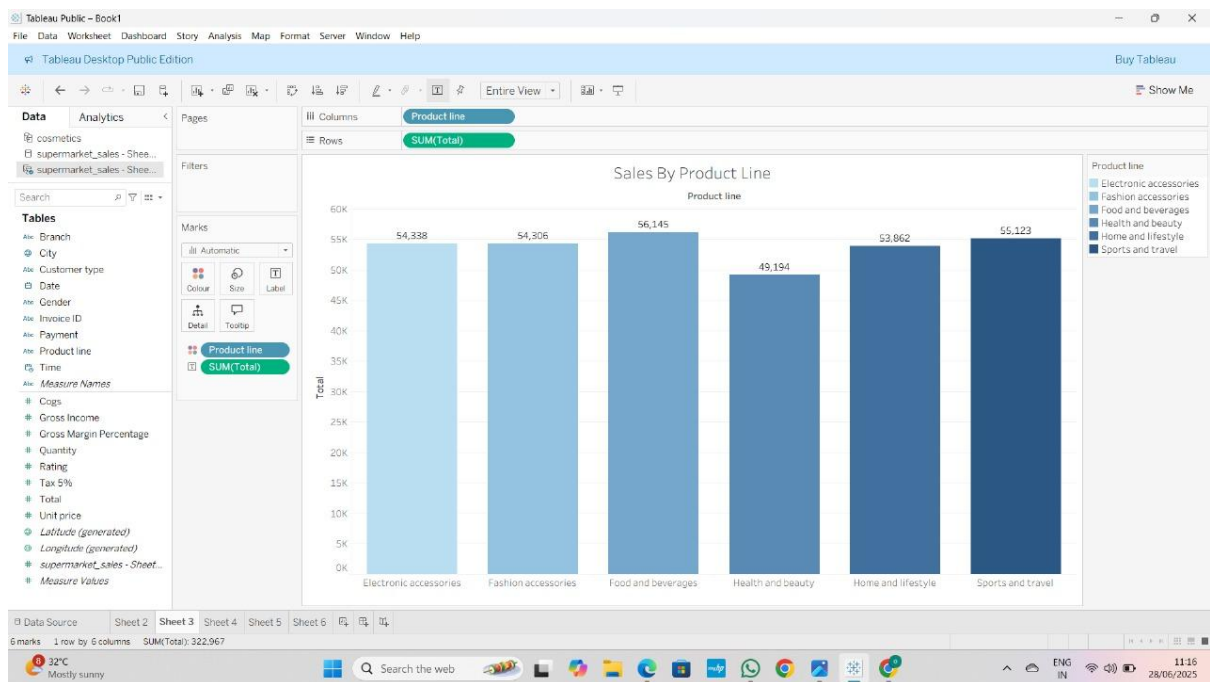 Tableau Public – Book1
File Data Worksheet Dashboard Story Analysis Map Format Server Window Help
Tableau Desktop Public Edition Buy Tableau
Entire View Show Me
Data Analytics
cosmetics
supermarket_sales - Shee...
supermarket_sales - Shee...
Search
Tables
Abc Branch
City
Abc Customer type
Date
Abc Gender
Abc Invoice ID
Abc Payment
Abc Product line
Time
Abc Measure Names
# Cogs
# Gross Income
# Gross Margin Percentage
# Quantity
# Rating
# Tax 5%
# Total
# Unit price
Latitude (generated)
Longitude (generated)
# supermarket_sales - Sheet...
# Measure Values
Pages
Filters
Marks
Automatic
Colour Size Label
Detail Tooltip
Product line
SUM(Total)
Columns Product line
Rows SUM(Total)
Sales By Product Line
Product line
60K
55K
50K
45K
40K
35K
30K
25K
20K
15K
10K
5K
0K
Total
54,338 54,306 56,145 49,194 53,862 55,123
Electronic accessories Fashion accessories Food and beverages Health and beauty Home and lifestyle Sports and travel
Product line
Electronic accessories
Fashion accessories
Food and beverages
Health and beauty
Home and lifestyle
Sports and travel
Data Source Sheet 2 Sheet 3 Sheet 4 Sheet 5 Sheet 6
6 marks 1 row by 6 columns SUM(Total): 322,967
8 32°C
Mostly sunny
Search the web
ENG
IN
11:16
28/06/2025